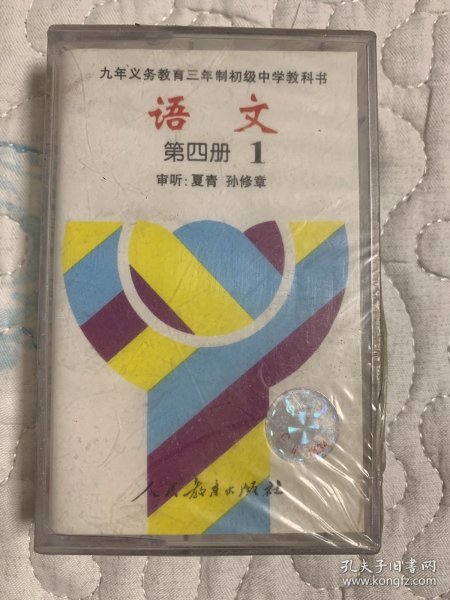 九年义务教育三年制初级中学教科书
语文
第四册 1
审听：夏青 孙修章
人民教育出版社
孔夫子旧书网
www.kongfz.com